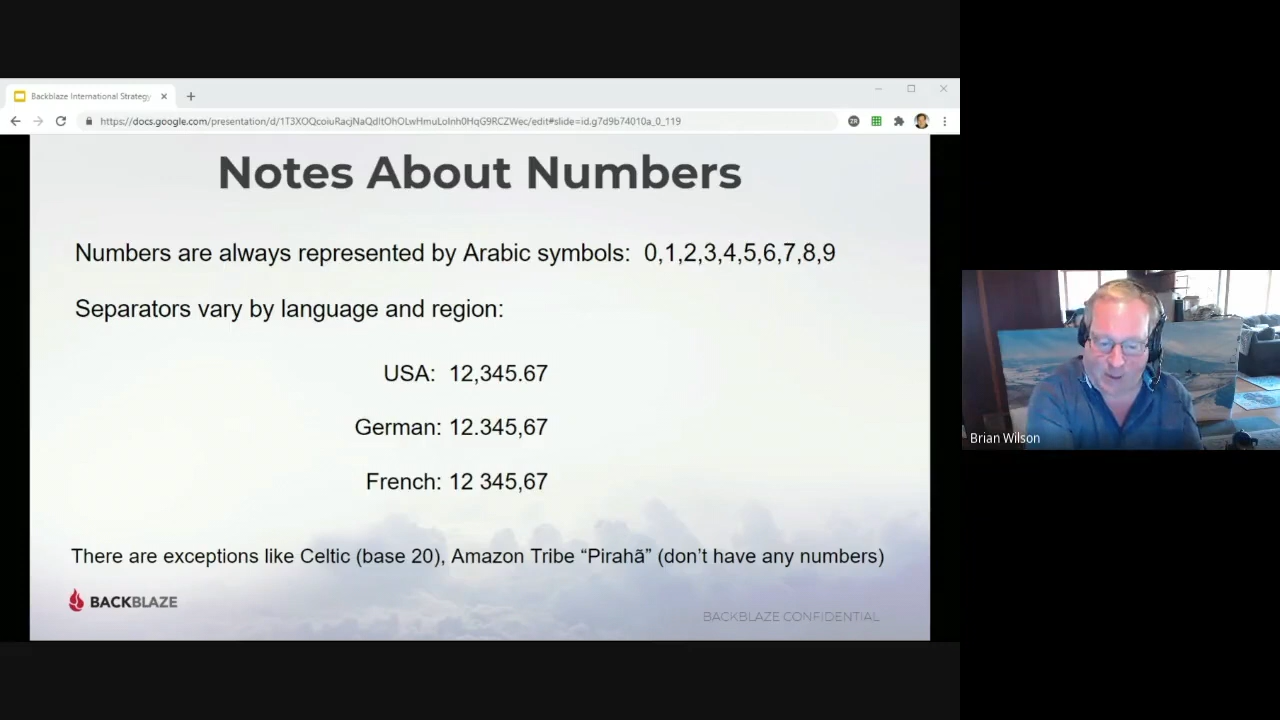 Backblaze International Strategy
https://docs.google.com/presentation/d/1T3XOQcoiuRacjNaQdItOhOLwHmuLoInh0HqG9RCZWec/edit#slide=id.g7d9b74010a_0_119
Notes About Numbers
Numbers are always represented by Arabic symbols: 0,1,2,3,4,5,6,7,8,9
Separators vary by language and region:
USA: 12,345.67
German: 12.345,67
French: 12 345,67
There are exceptions like Celtic (base 20), Amazon Tribe “Pirahã” (don’t have any numbers)
BACKBLAZE
BACKBLAZE CONFIDENTIAL
Brian Wilson